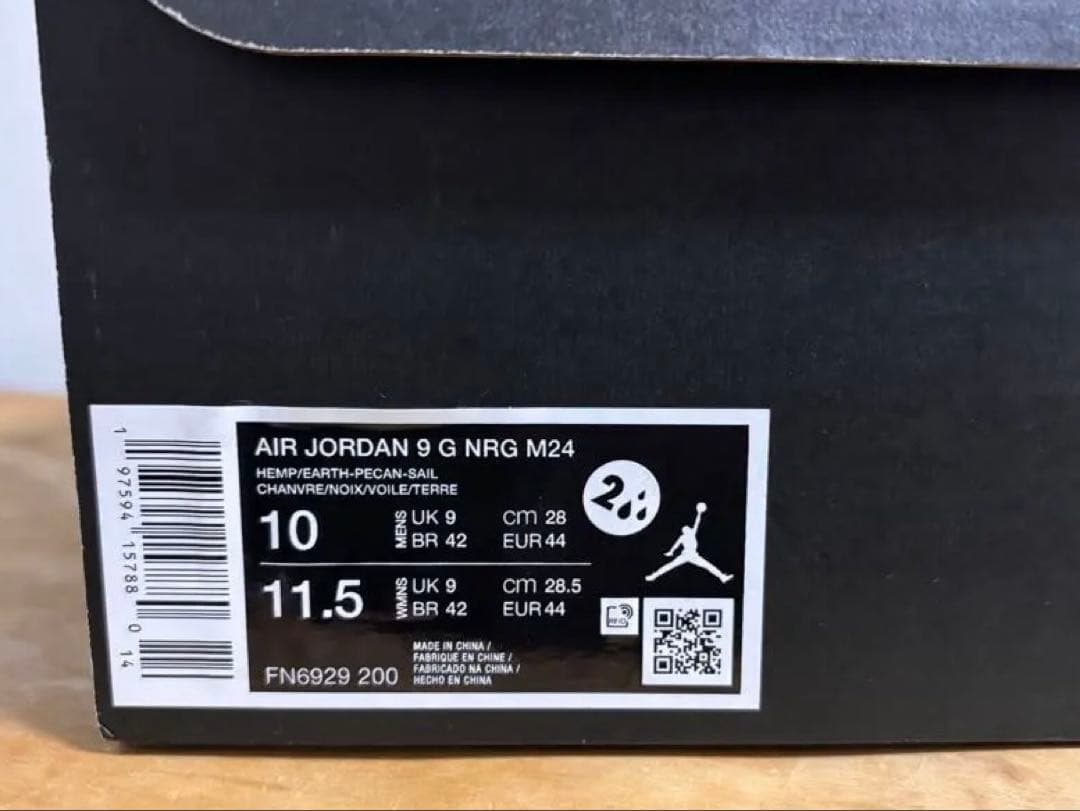 AIR JORDAN 9 G NRG M24
HEMP/EARTH-PECAN-SAIL
CHANVRE/NOIX/VOILE/TERRE
10 MENS UK 9 cm 28
BR 42 EUR 44
11.5 WMNS UK 9 cm 28.5
BR 42 EUR 44
MADE IN CHINA /
FABRIQUE EN CHINE /
FABRICADO NA CHINA /
HECHO EN CHINA
FN6929 200
2
RFID
1 97594 15788 0 14